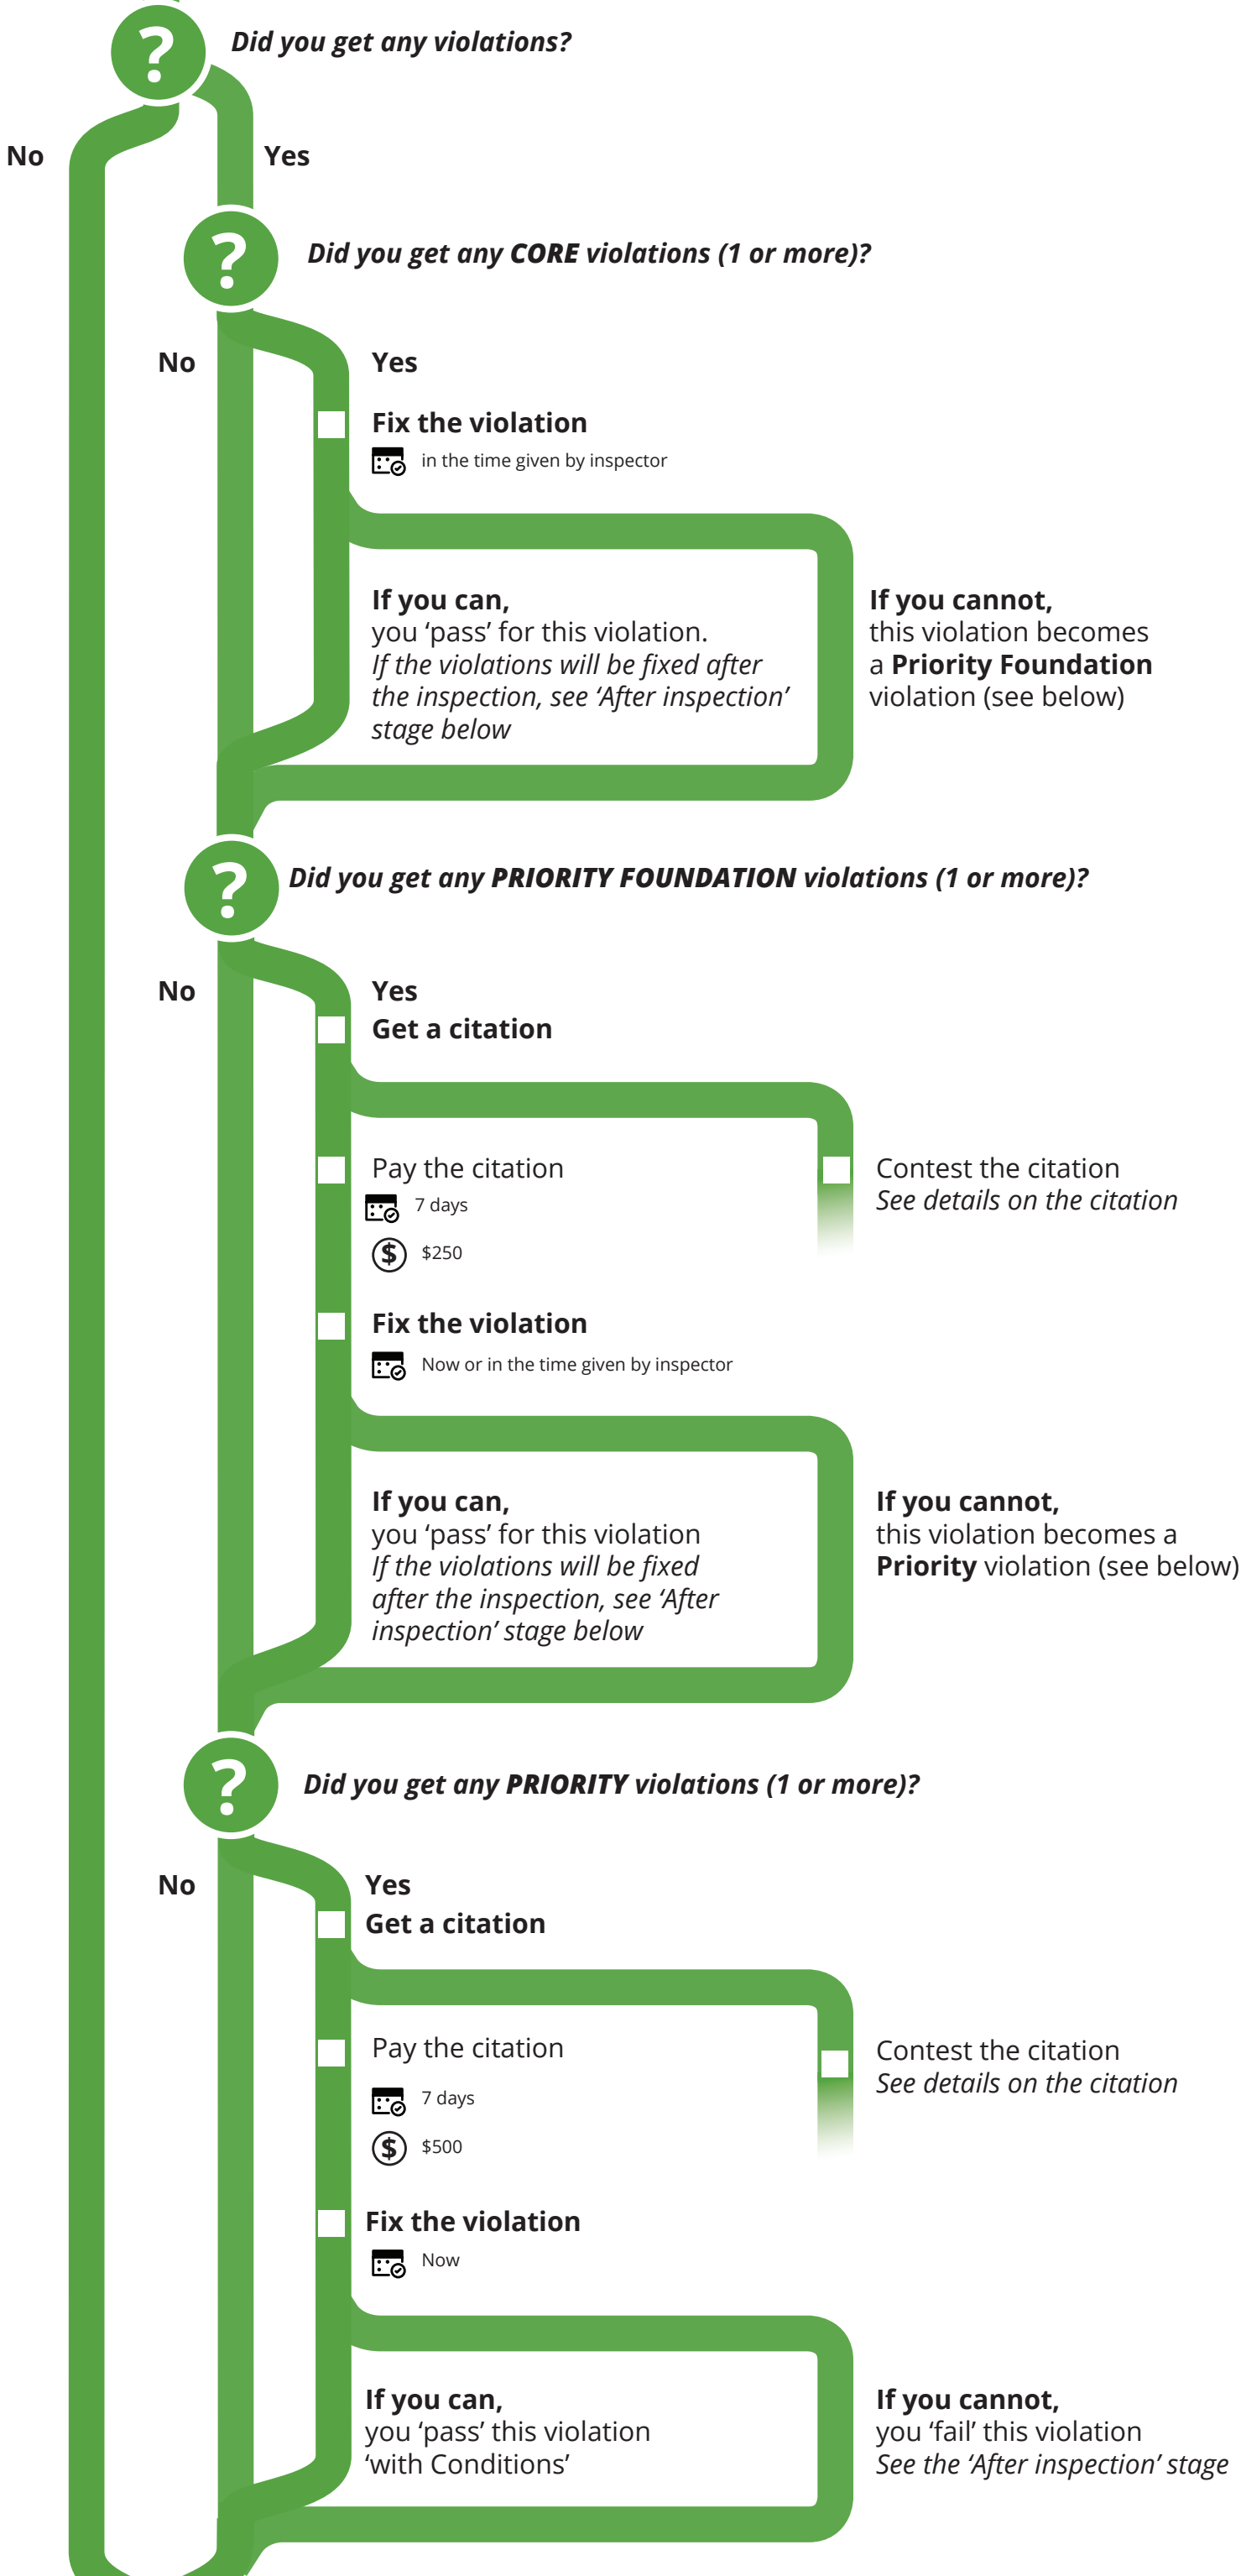 ?
Did you get any violations?
No
Yes
?
Did you get any CORE violations (1 or more)?
No
Yes
Fix the violation
in the time given by inspector
If you can,
you ‘pass’ for this violation.
If the violations will be fixed after
the inspection, see ‘After inspection’
stage below
If you cannot,
this violation becomes
a Priority Foundation
violation (see below)
?
Did you get any PRIORITY FOUNDATION violations (1 or more)?
No
Yes
Get a citation
Pay the citation
7 days
$
$250
Contest the citation
See details on the citation
Fix the violation
Now or in the time given by inspector
If you can,
you ‘pass’ for this violation
If the violations will be fixed
after the inspection, see ‘After
inspection’ stage below
If you cannot,
this violation becomes a
Priority violation (see below)
?
Did you get any PRIORITY violations (1 or more)?
No
Yes
Get a citation
Pay the citation
7 days
$
$500
Contest the citation
See details on the citation
Fix the violation
Now
If you can,
you ‘pass’ this violation
‘with Conditions’
If you cannot,
you ‘fail’ this violation
See the ‘After inspection’ stage